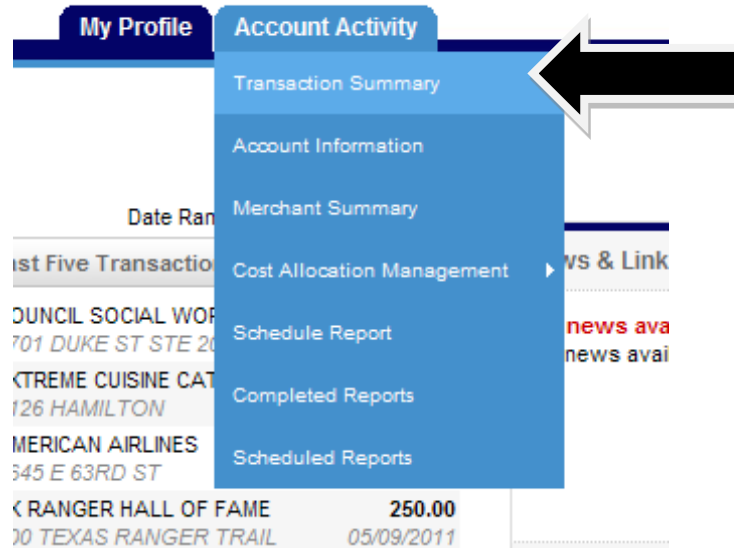 My Profile Account Activity
Transaction Summary
Account Information
Merchant Summary
Date Ran
ast Five Transactio
Cost Allocation Management
ws & Link
OUNCIL SOCIAL WOR
701 DUKE ST STE 20
Schedule Report
news ava
news avai
XTREME CUISINE CAT
126 HAMILTON
Completed Reports
MERICAN AIRLINES
645 E 63RD ST
Scheduled Reports
X RANGER HALL OF FAME 250.00
00 TEXAS RANGER TRAIL 05/09/2011